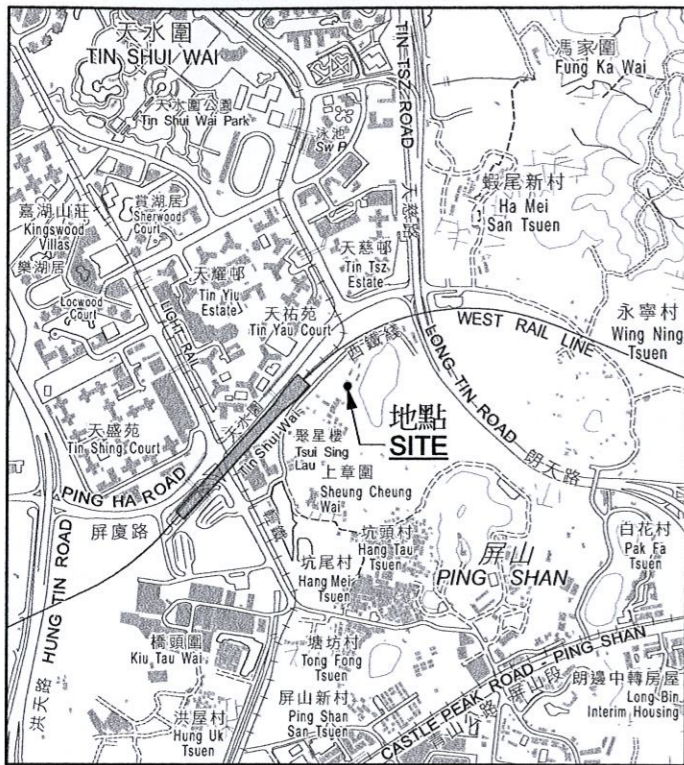 天水圍
TIN SHUI WAI
天水圍公園
Tin Shui Wai Park
泳池
Sw P
TIN TSZ ROAD
天慈路
馮家圍
Fung Ka Wai
蝦尾新村
Ha Mei
San Tsuen
嘉湖山莊
Kingswood
Villas
樂湖居
Locwood
Court
賞湖居
Sherwood
Court
天耀邨
Tin Yiu
Estate
LIGHT RAIL
天祐苑
Tin Yau Court
天慈邨
Tin Tsz
Estate
西鐵綫
WEST RAIL LINE
永寧村
Wing Ning
Tsuen
LONG TIN ROAD
朗天路
地點
SITE
天盛苑
Tin Shing Court
天水圍
Tin Shui Wai
聚星樓
Tsui Sing
Lau
上章圍
Sheung Cheung
Wai
PING HA ROAD
屏廈路
坑頭村
Hang Tau
Tsuen
坑尾村
Hang Mei
Tsuen
屏山
PING SHAN
白花村
Pak Fa
Tsuen
洪天路 HUNG TIN ROAD
橋頭圍
Kiu Tau Wai
塘坊村
Tong Fong
Tsuen
CASTLE PEAK ROAD - PING SHAN
青山公路 屏山段
朗邊中轉房屋
Long Bin
Interim Housing
洪屋村
Hung Uk
Tsuen
屏山新村
Ping Shan
San Tsuen